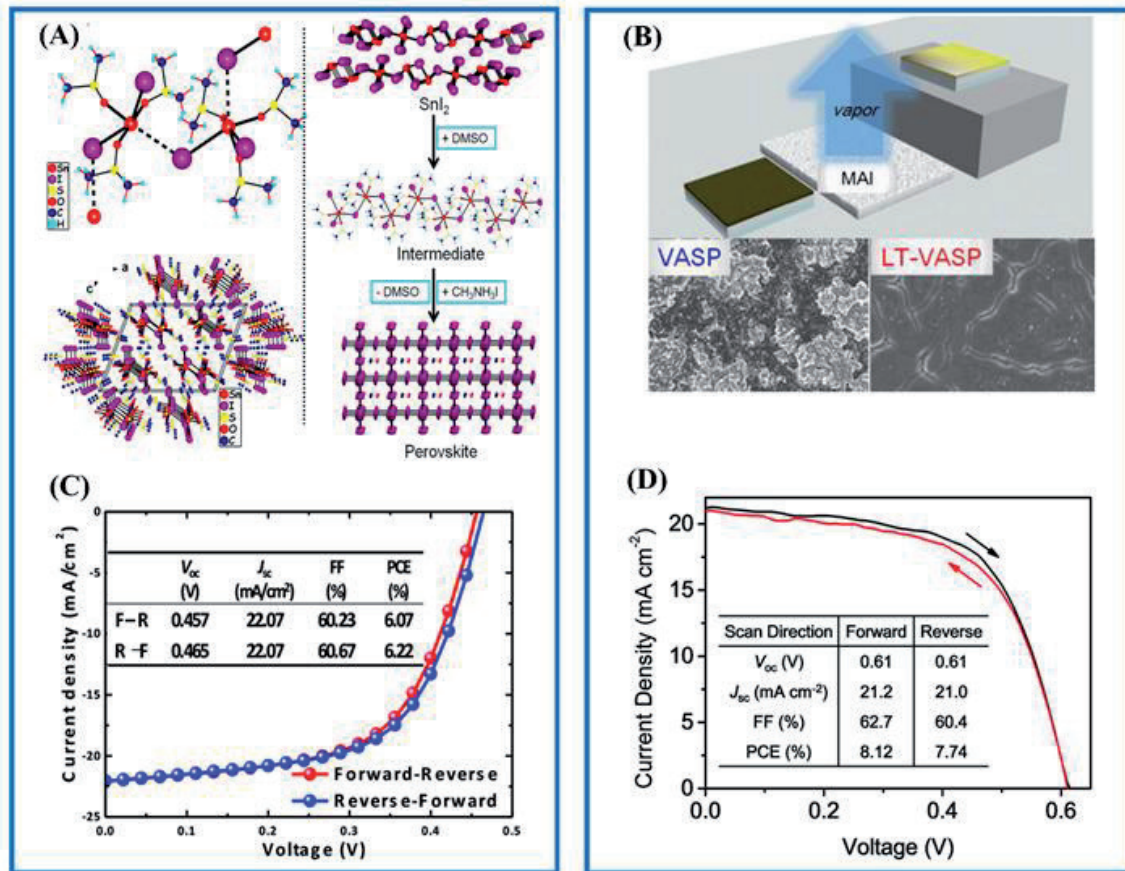 (A)
Sn
I
S
O
C
H
SnI₂
+ DMSO
Intermediate
- DMSO
+ CH₃NH₃I
Perovskite
a
c
Sn
I
S
O
C
(B)
vapor
MAI
VASP
LT-VASP
(C)
Current density (mA/cm²)
0
-5
-10
-15
-20
-25
Voc Jsc FF PCE
(V) (mA/cm²) (%) (%)
F–R 0.457 22.07 60.23 6.07
R–F 0.465 22.07 60.67 6.22
Forward-Reverse
Reverse-Forward
0.0 0.1 0.2 0.3 0.4 0.5
Voltage (V)
(D)
Current Density (mA cm⁻²)
20
15
10
5
0
Scan Direction Forward Reverse
Voc (V) 0.61 0.61
Jsc (mA cm⁻²) 21.2 21.0
FF (%) 62.7 60.4
PCE (%) 8.12 7.74
0.0 0.2 0.4 0.6
Voltage (V)